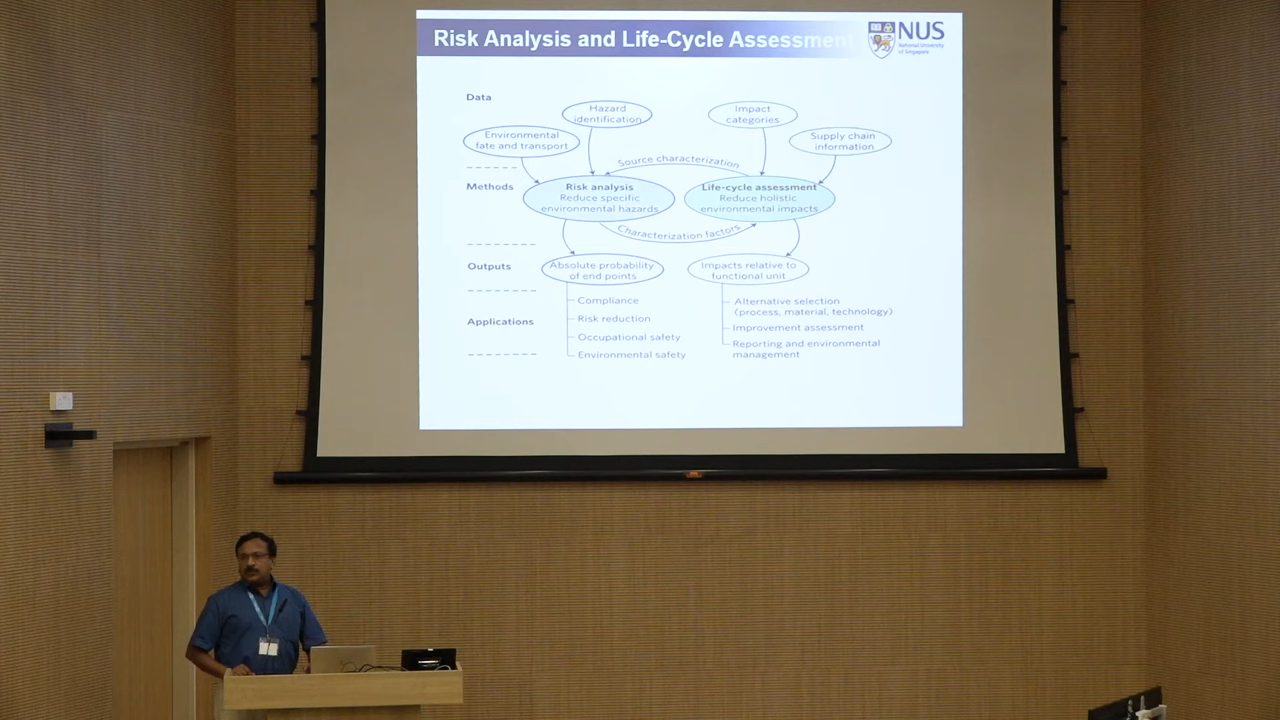 Risk Analysis and Life-Cycle Assessment
NUS
National University
of Singapore
Data
Hazard
identification
Impact
categories
Environmental
fate and transport
Supply chain
information
Source characterization
Methods
Risk analysis
Reduce specific
environmental hazards
Life-cycle assessment
Reduce holistic
environmental impacts
Characterization factors
Outputs
Absolute probability
of end points
Impacts relative to
functional unit
Applications
Compliance
Risk reduction
Occupational safety
Environmental safety
Alternative selection
(process, material, technology)
Improvement assessment
Reporting and environmental
management